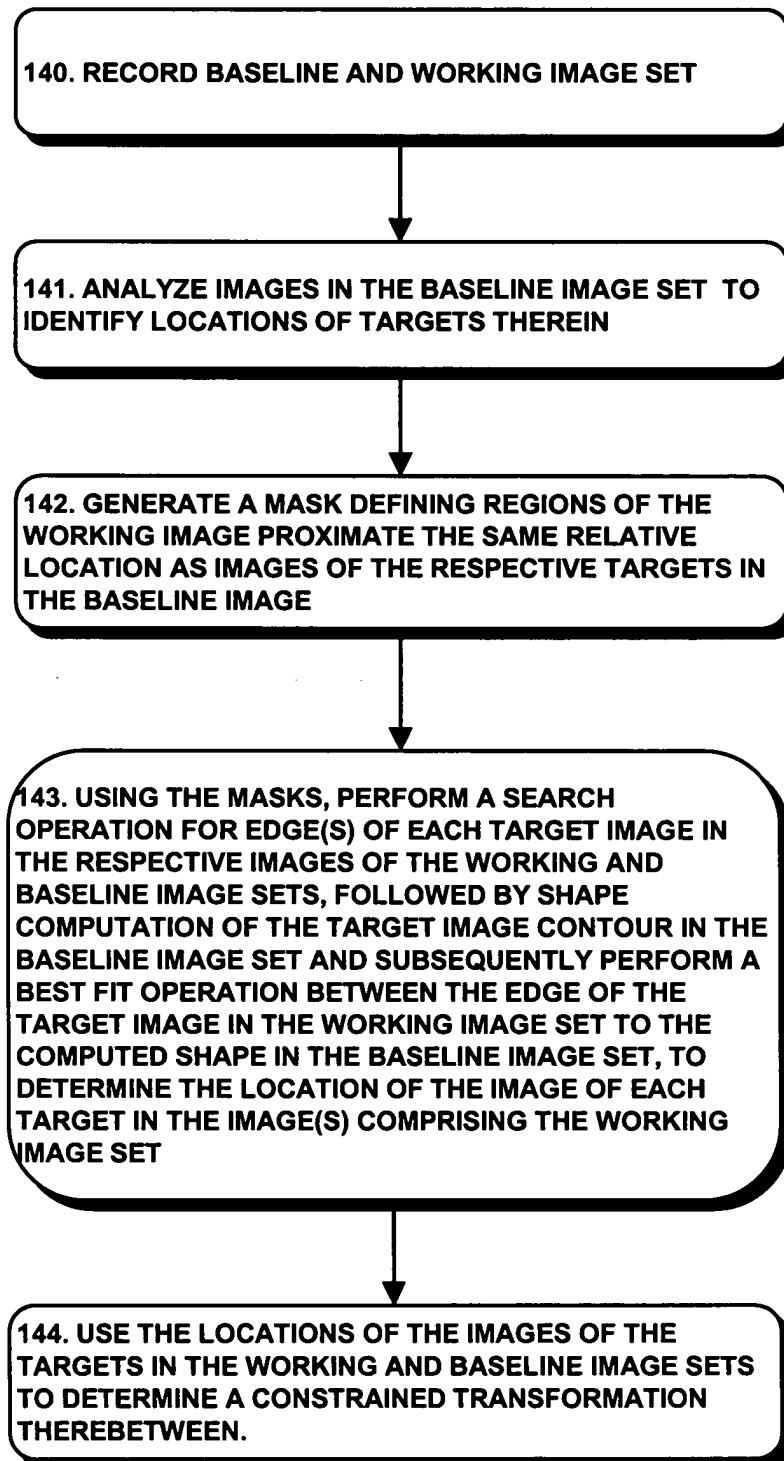 140. RECORD BASELINE AND WORKING IMAGE SET
141. ANALYZE IMAGES IN THE BASELINE IMAGE SET TO
IDENTIFY LOCATIONS OF TARGETS THEREIN
142. GENERATE A MASK DEFINING REGIONS OF THE
WORKING IMAGE PROXIMATE THE SAME RELATIVE
LOCATION AS IMAGES OF THE RESPECTIVE TARGETS IN
THE BASELINE IMAGE
143. USING THE MASKS, PERFORM A SEARCH
OPERATION FOR EDGE(S) OF EACH TARGET IMAGE IN
THE RESPECTIVE IMAGES OF THE WORKING AND
BASELINE IMAGE SETS, FOLLOWED BY SHAPE
COMPUTATION OF THE TARGET IMAGE CONTOUR IN THE
BASELINE IMAGE SET AND SUBSEQUENTLY PERFORM A
BEST FIT OPERATION BETWEEN THE EDGE OF THE
TARGET IMAGE IN THE WORKING IMAGE SET TO THE
COMPUTED SHAPE IN THE BASELINE IMAGE SET, TO
DETERMINE THE LOCATION OF THE IMAGE OF EACH
TARGET IN THE IMAGE(S) COMPRISING THE WORKING
IMAGE SET
144. USE THE LOCATIONS OF THE IMAGES OF THE
TARGETS IN THE WORKING AND BASELINE IMAGE SETS
TO DETERMINE A CONSTRAINED TRANSFORMATION
THEREBETWEEN.